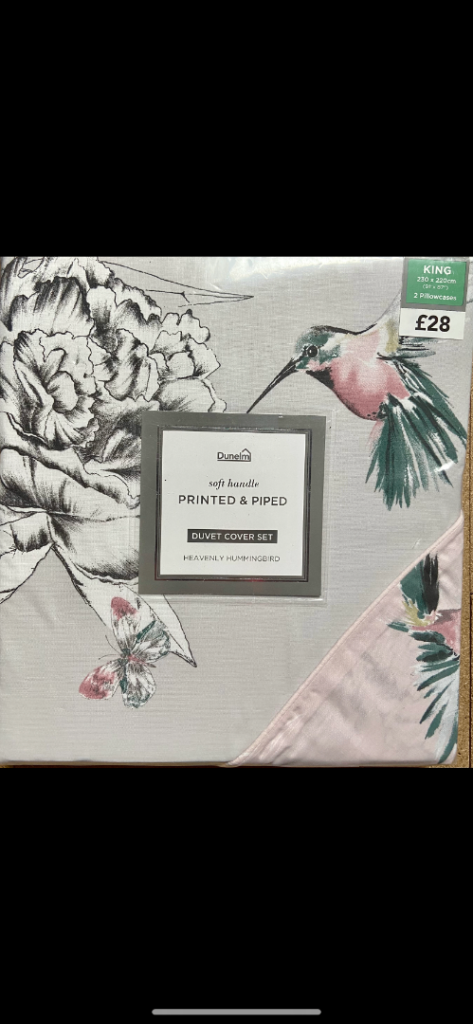 KING
230 x 220cm
2 Pillowcases
£28
Dunelm
soft handle
PRINTED & PIPED
DUVET COVER SET
HEAVENLY HUMMINGBIRD